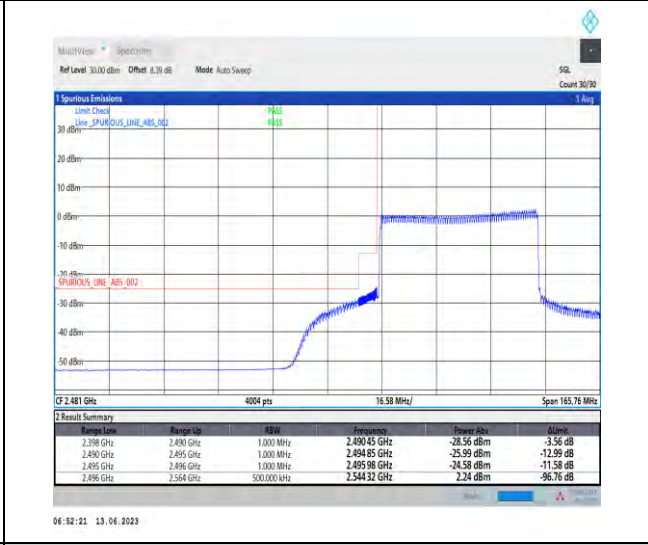 MultiView Spectrum
Ref Level 30.00 dBm Offset 8.39 dB Mode Auto Sweep SGL
Count 30/30
1 Spurious Emissions 1 Avg
Limit Check PASS
Line _SPURIOUS_LINE_ABS_002 PASS
30 dBm
20 dBm
10 dBm
0 dBm
-10 dBm
-20 dBm
SPURIOUS_LINE_ABS_002
-30 dBm
-40 dBm
-50 dBm
CF 2.481 GHz 4004 pts 16.58 MHz/ Span 165.76 MHz
2 Result Summary
Range Low Range Up RBW Frequency Power Abs ΔLimit
2.398 GHz 2.490 GHz 1.000 MHz 2.490 45 GHz -28.56 dBm -3.56 dB
2.490 GHz 2.495 GHz 1.000 MHz 2.494 85 GHz -25.99 dBm -12.99 dB
2.495 GHz 2.496 GHz 1.000 MHz 2.495 98 GHz -24.58 dBm -11.58 dB
2.496 GHz 2.564 GHz 500.000 kHz 2.544 32 GHz 2.24 dBm -96.76 dB
06:52:21 13.06.2023